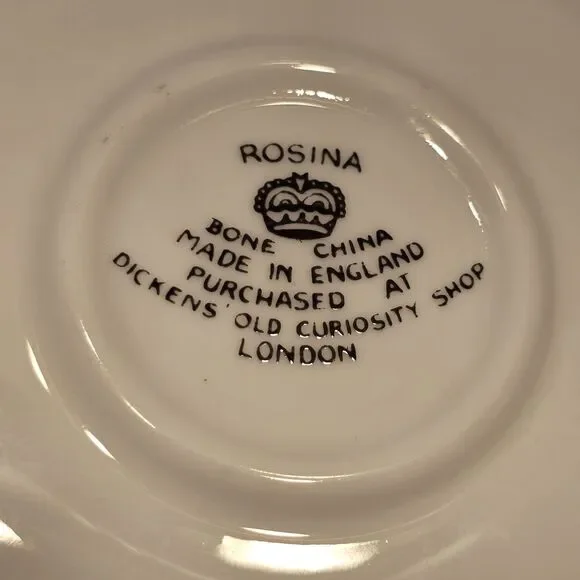 ROSINA
BONE CHINA
MADE IN ENGLAND
PURCHASED AT
DICKENS' OLD CURIOSITY SHOP
LONDON